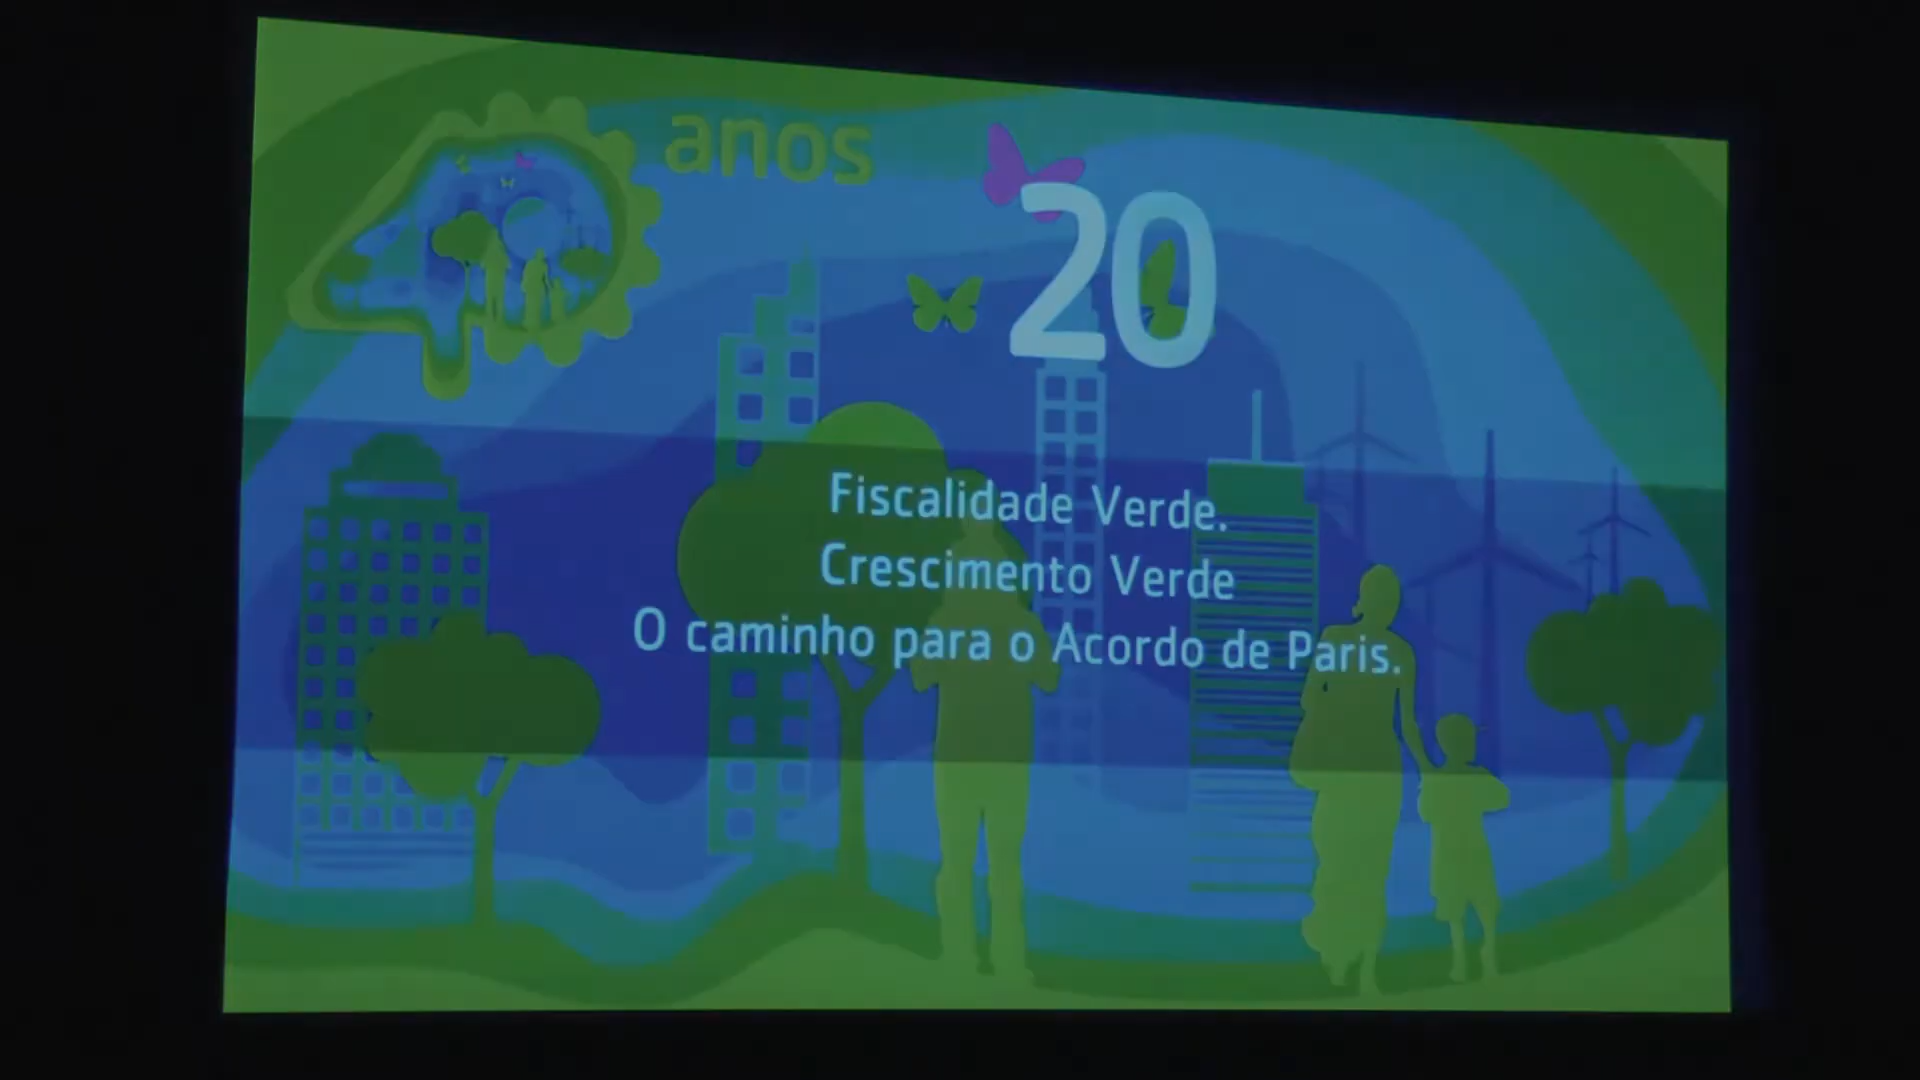 anos
20
Fiscalidade Verde.
Crescimento Verde
O caminho para o Acordo de Paris.